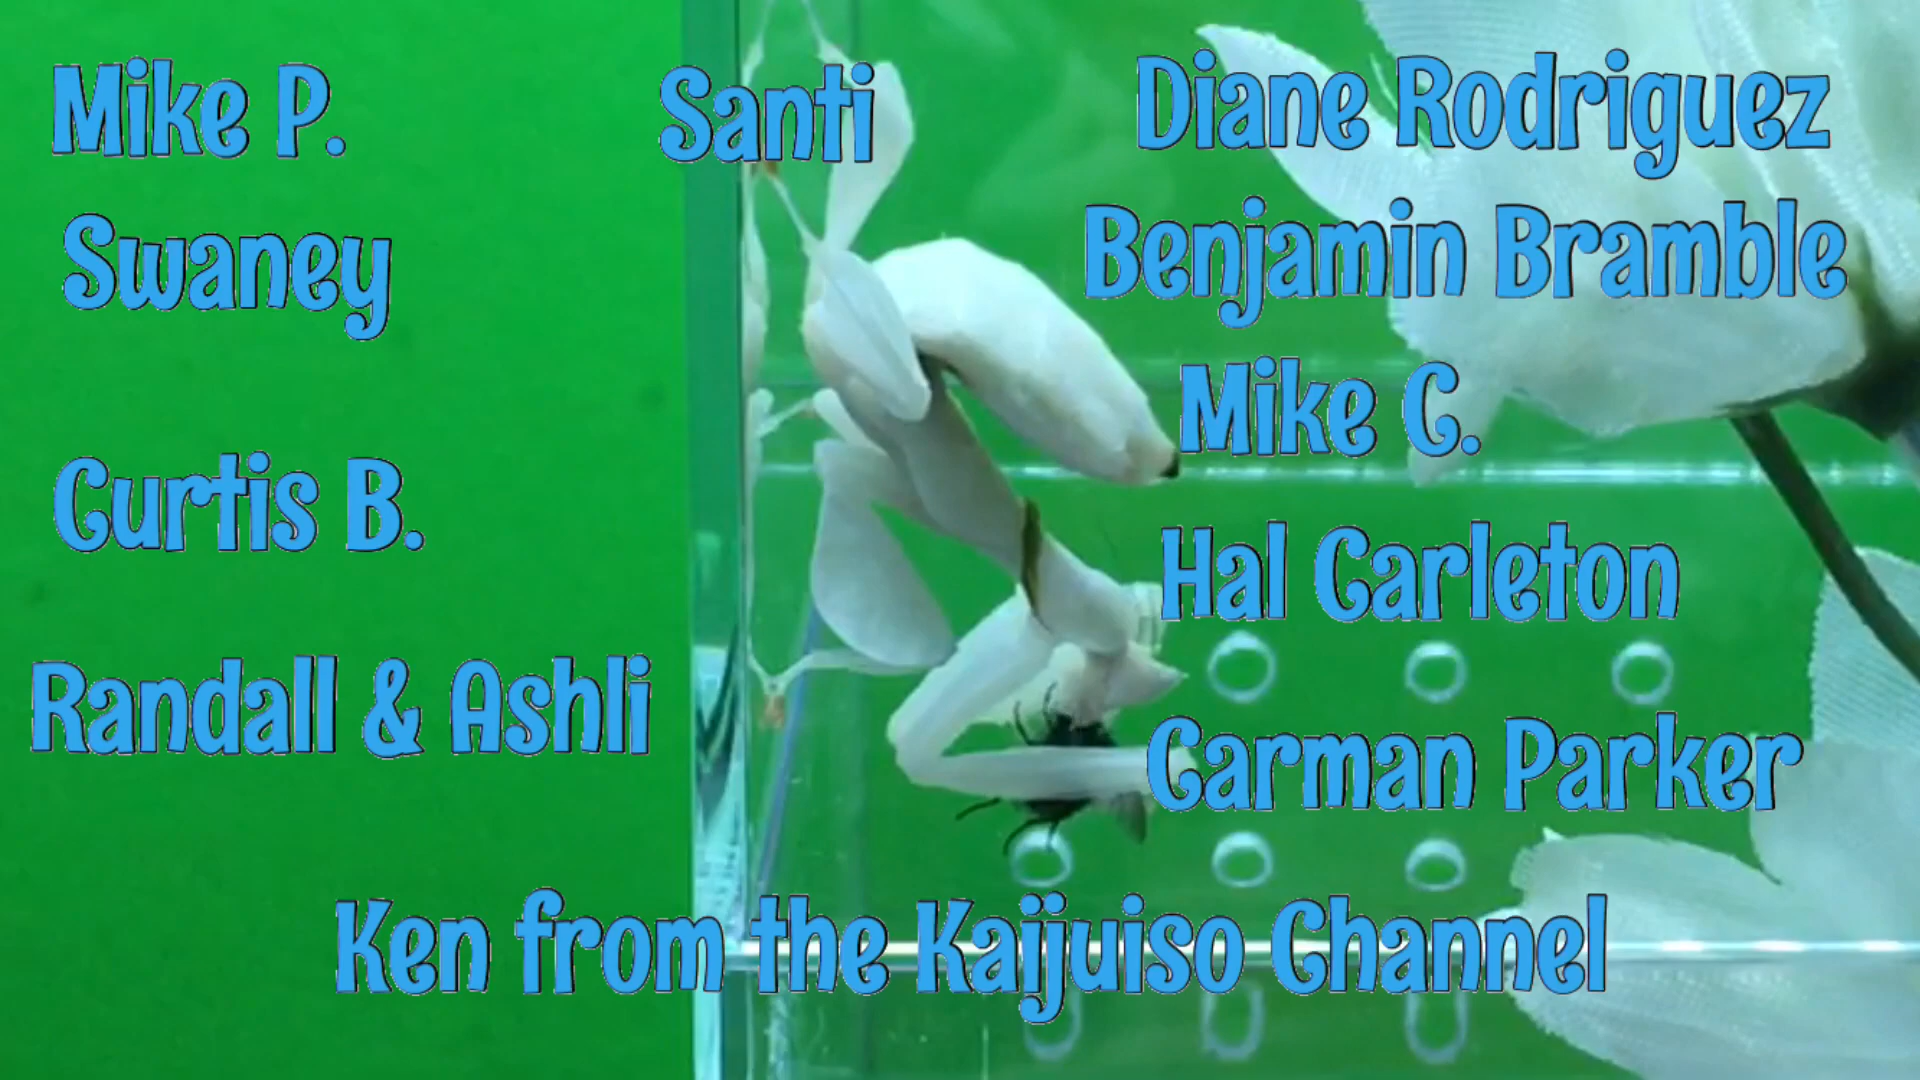 Mike P.
Santi
Diane Rodriguez
Swaney
Benjamin Bramble
Mike C.
Curtis B.
Hal Carleton
Randall & Ashli
Carman Parker
Ken from the Kaijuiso Channel